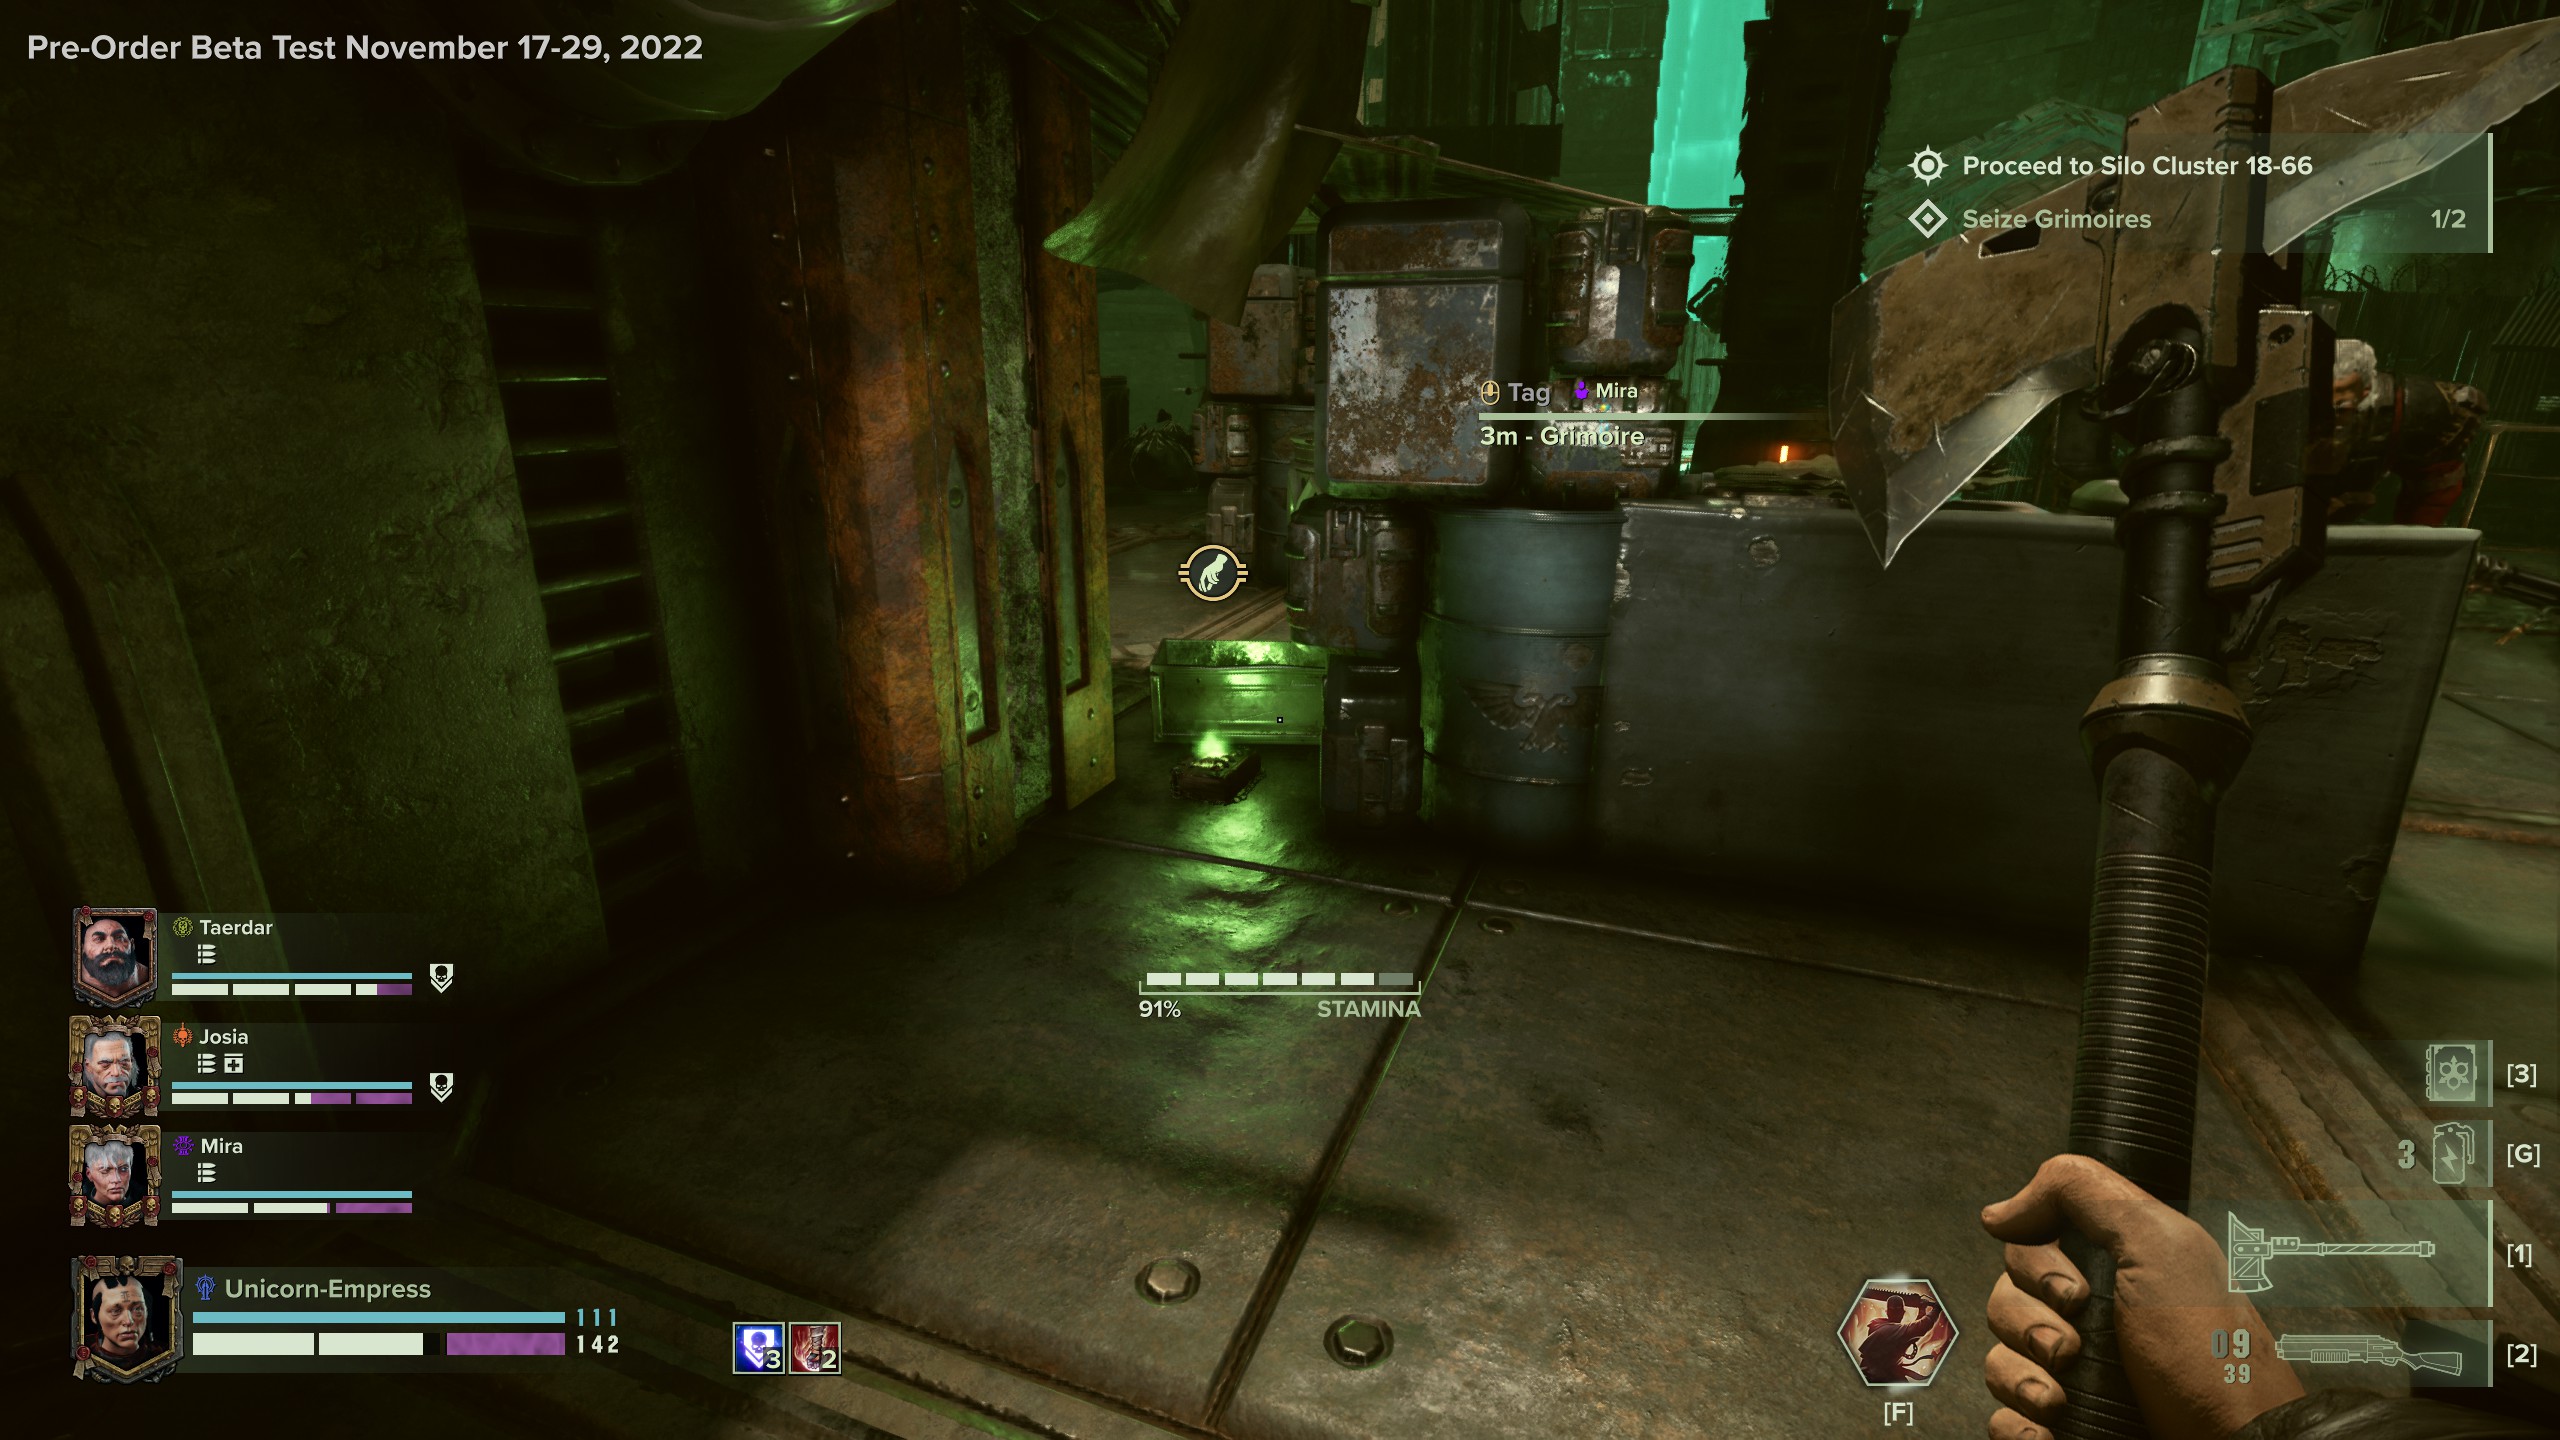 Pre-Order Beta Test November 17-29, 2022
Proceed to Silo Cluster 18-66
Seize Grimoires 1/2
Tag Mira
3m - Grimoire
91% STAMINA
Taerdar
Josia
Mira
Unicorn-Empress
111
142
3 2
[F]
[3]
3 [G]
[1]
09
39
[2]